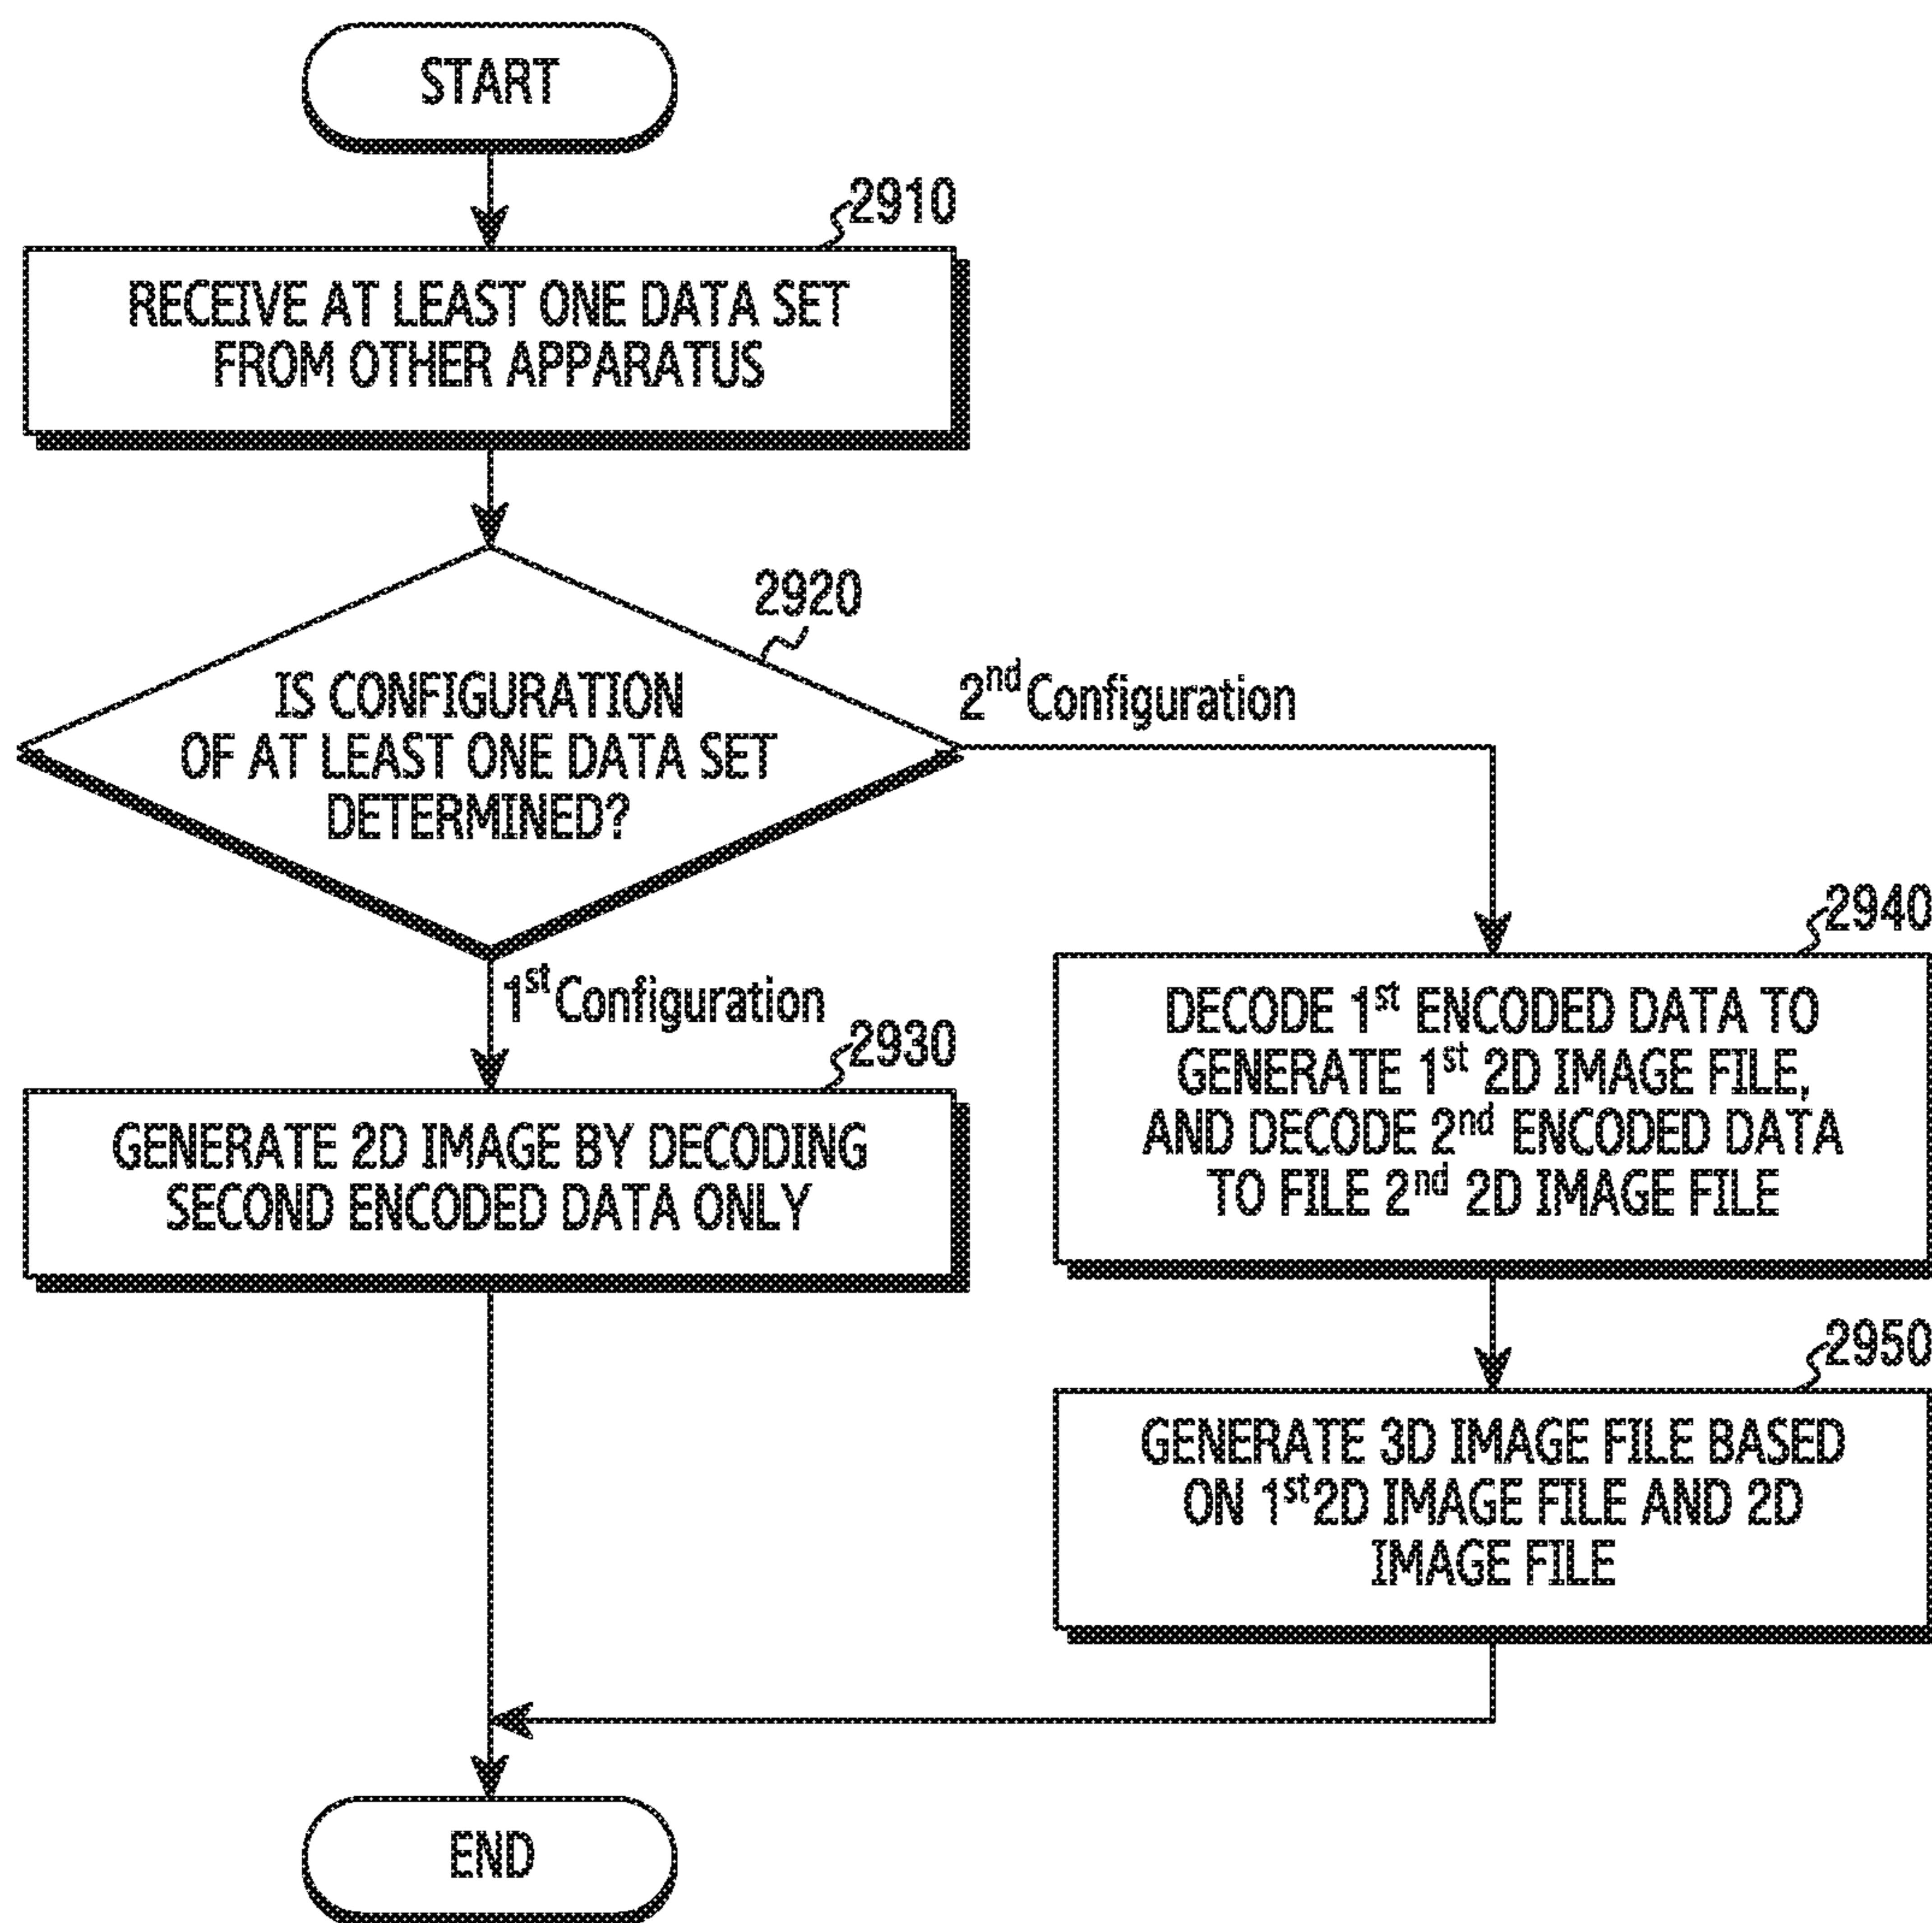 START
2910
RECEIVE AT LEAST ONE DATA SET
FROM OTHER APPARATUS
2920
IS CONFIGURATION
OF AT LEAST ONE DATA SET
DETERMINED?
2nd Configuration
1st Configuration
2930
GENERATE 2D IMAGE BY DECODING
SECOND ENCODED DATA ONLY
2940
DECODE 1st ENCODED DATA TO
GENERATE 1st 2D IMAGE FILE,
AND DECODE 2nd ENCODED DATA
TO FILE 2nd 2D IMAGE FILE
2950
GENERATE 3D IMAGE FILE BASED
ON 1st2D IMAGE FILE AND 2D
IMAGE FILE
END